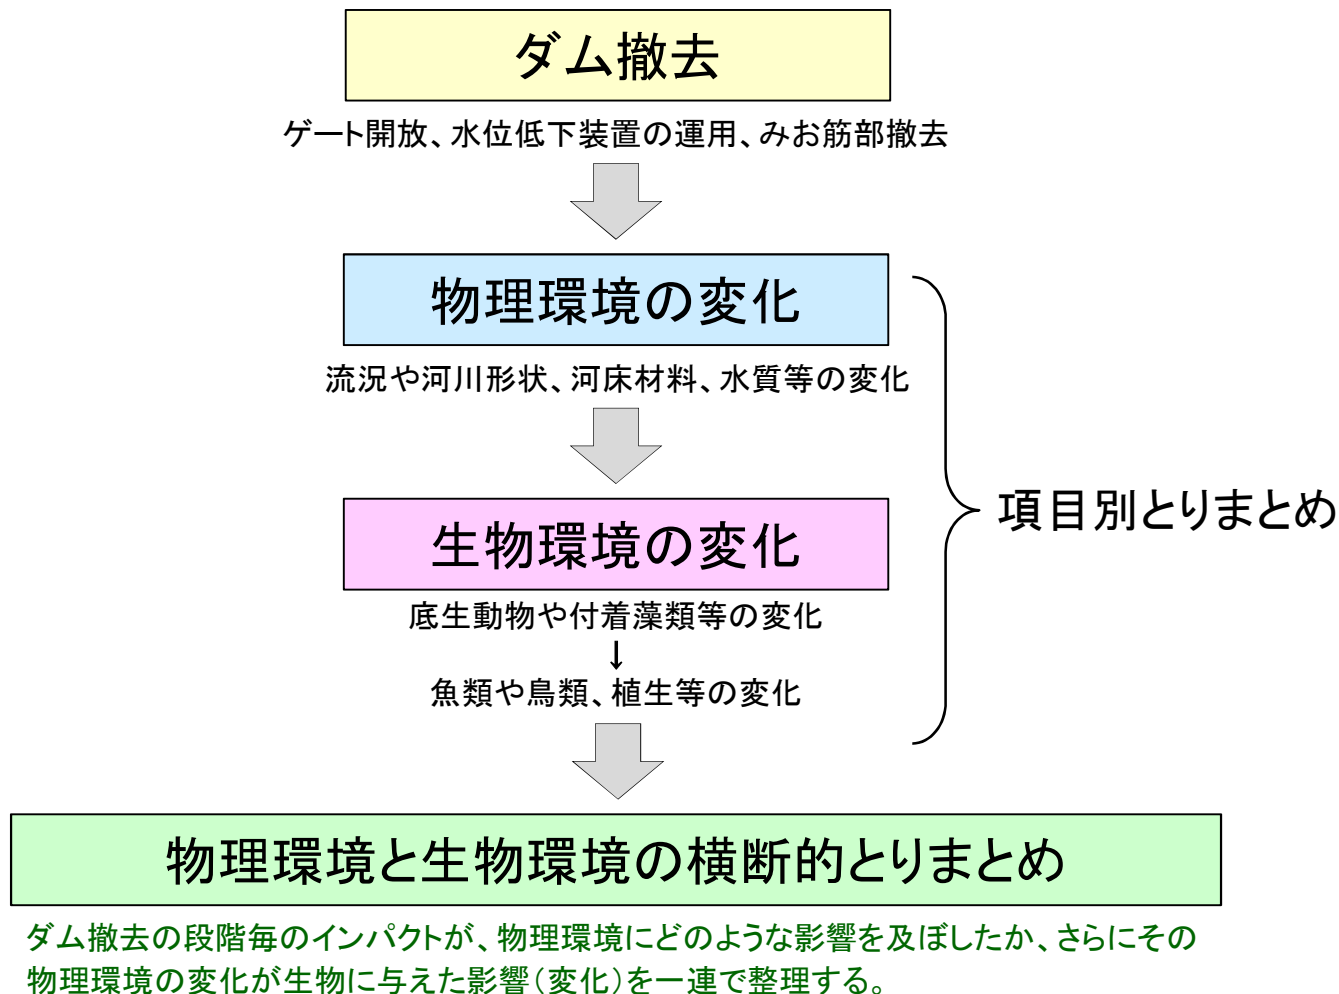 ダム撤去
ゲート開放、水位低下装置の運用、みお筋部撤去
物理環境の変化
流況や河川形状、河床材料、水質等の変化
生物環境の変化
底生動物や付着藻類等の変化
↓
魚類や鳥類、植生等の変化
項目別とりまとめ
物理環境と生物環境の横断的とりまとめ
ダム撤去の段階毎のインパクトが、物理環境にどのような影響を及ぼしたか、さらにその
物理環境の変化が生物に与えた影響（変化）を一連で整理する。